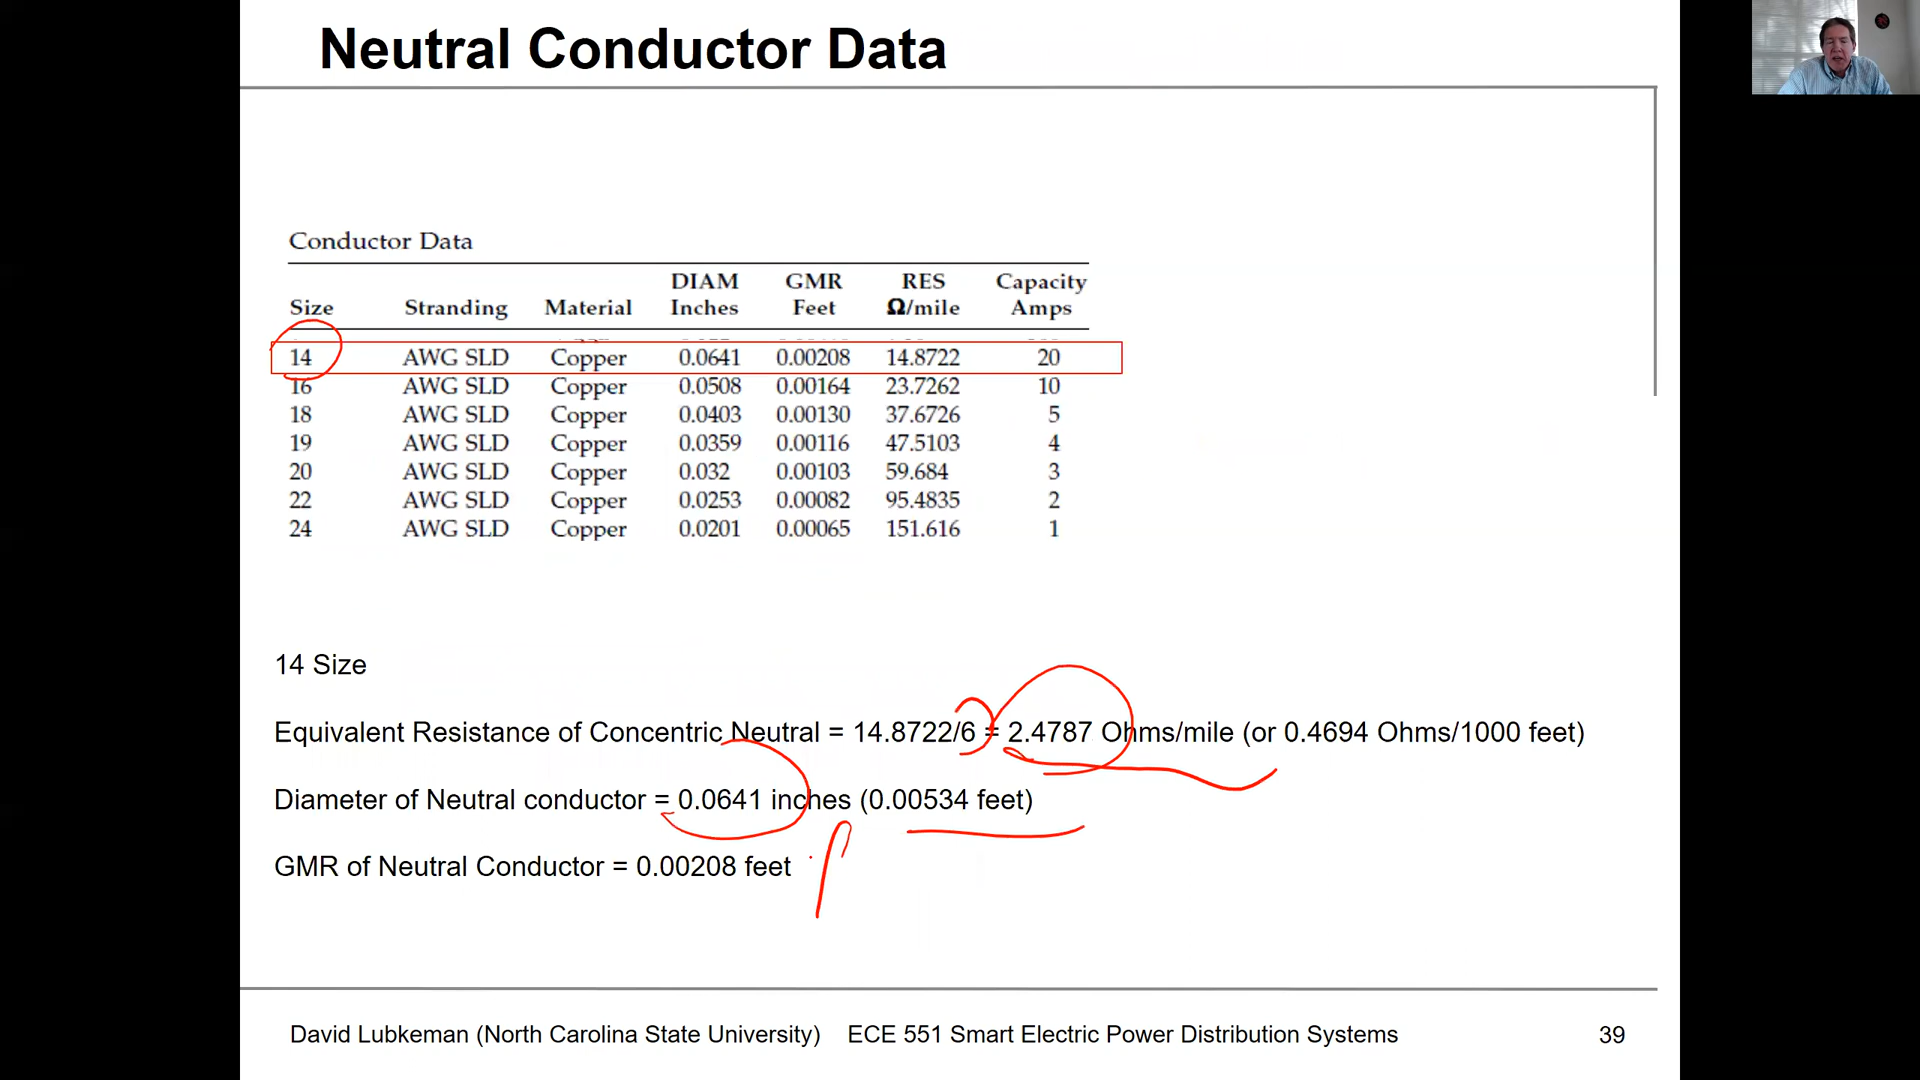 Neutral Conductor Data
Conductor Data
DIAM GMR RES Capacity
Size Stranding Material Inches Feet Ω/mile Amps
14 AWG SLD Copper 0.0641 0.00208 14.8722 20
16 AWG SLD Copper 0.0508 0.00164 23.7262 10
18 AWG SLD Copper 0.0403 0.00130 37.6726 5
19 AWG SLD Copper 0.0359 0.00116 47.5103 4
20 AWG SLD Copper 0.032 0.00103 59.684 3
22 AWG SLD Copper 0.0253 0.00082 95.4835 2
24 AWG SLD Copper 0.0201 0.00065 151.616 1
14 Size
Equivalent Resistance of Concentric Neutral = 14.8722/6 = 2.4787 Ohms/mile (or 0.4694 Ohms/1000 feet)
Diameter of Neutral conductor = 0.0641 inches (0.00534 feet)
GMR of Neutral Conductor = 0.00208 feet
David Lubkeman (North Carolina State University) ECE 551 Smart Electric Power Distribution Systems 39